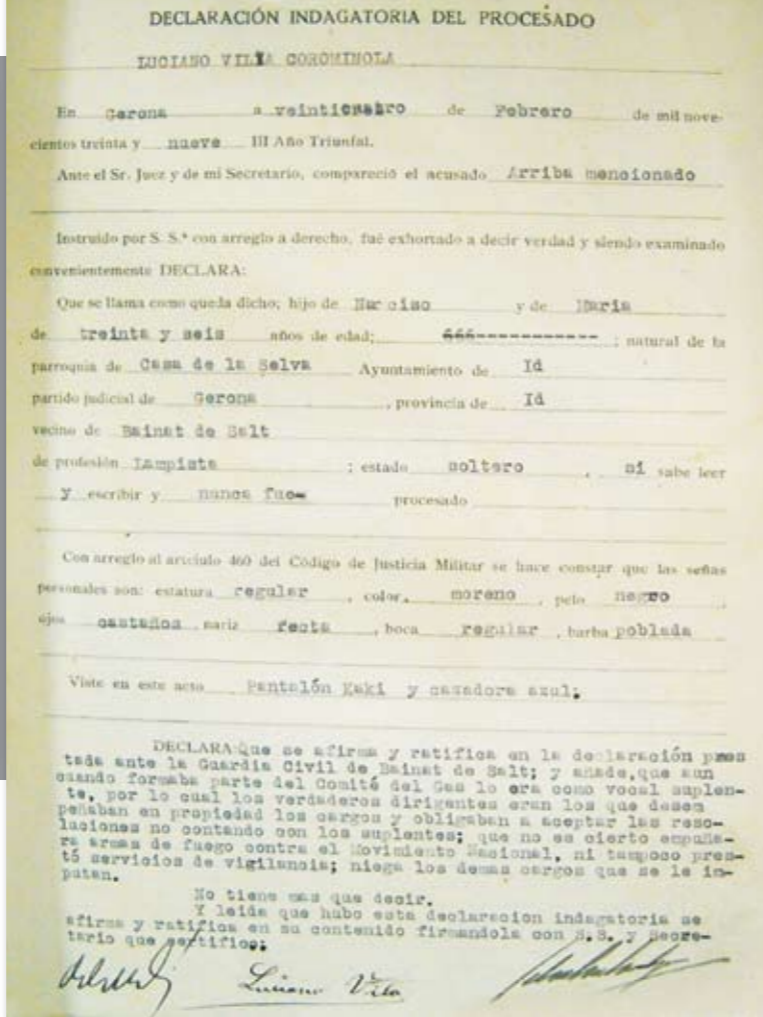 DECLARACIÓN INDAGATORIA DEL PROCESADO
LUCIANO VILÁ COROMINOLA
En Gerona a veinticuatro de Febrero de mil nove-
cientos treinta y nueve III Año Triunfal.
Ante el Sr. Juez y de mi Secretario, compareció el acusado Arriba mencionado
Instruido por S. S.ª con arreglo a derecho, fué exhortado a decir verdad y siendo examinado
convenientemente DECLARA:
Que se llama como queda dicho; hijo de Narciso y de Maria
de treinta y seis años de edad; ------------ ; natural de la
parroquia de Casa de la Selva Ayuntamiento de Id
partido judicial de Gerona , provincia de Id
vecino de Bainat de Salt
de profesión Lampista ; estado soltero , si sabe leer
y escribir y nunca fue- procesado
Con arreglo al artcíulo 460 del Código de Justicia Militar se hace constar que las señas
personales son: estatura regular , color, moreno , pelo negro ,
ojos castaños nariz recta , boca regular , barba poblada
Viste en este acto Pantalón Kaki y cazadora azul;
DECLARA: Que se afirma y ratifica en la declaración pres
tada ante la Guardia Civil de Bainat de Salt; y añade, que aun
cuando formaba parte del Comité del Gas lo era como vocal suplen-
te, por lo cual los verdaderos dirigentes eran los que desem
peñaban en propiedad los cargos y obligaban a aceptar las reso-
luciones no contando con los suplentes; que no es cierto empuña-
ra armas de fuego contra el Movimiento Nacional, ni tampoco pres-
tó servicios de vigilancia; niega los demas cargos que se le im-
putan.
No tiene mas que decir.
Y leida que hubo esta declaracion indagatoria se
afirma y ratifica en su contenido firmandola con S.S. y Secre-
tario que certifico;
Luciano Vila